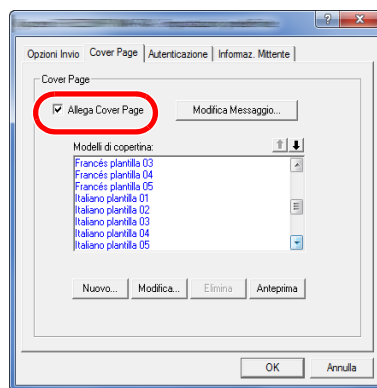 Opzioni Invio Cover Page Autenticazione Informaz. Mittente
Cover Page
Allega Cover Page Modifica Messaggio...
Modelli di copertina:
Francés plantilla 03
Francés plantilla 04
Francés plantilla 05
Italiano plantilla 01
Italiano plantilla 02
Italiano plantilla 03
Italiano plantilla 04
Italiano plantilla 05
Nuovo... Modifica... Elimina Anteprima
OK Annulla